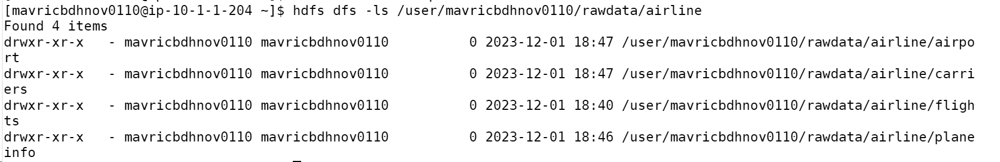 [mavricbdhnov0110@ip-10-1-1-204 ~]$ hdfs dfs -ls /user/mavricbdhnov0110/rawdata/airline
Found 4 items
drwxr-xr-x   - mavricbdhnov0110 mavricbdhnov0110          0 2023-12-01 18:47 /user/mavricbdhnov0110/rawdata/airline/airpo
rt
drwxr-xr-x   - mavricbdhnov0110 mavricbdhnov0110          0 2023-12-01 18:47 /user/mavricbdhnov0110/rawdata/airline/carri
ers
drwxr-xr-x   - mavricbdhnov0110 mavricbdhnov0110          0 2023-12-01 18:40 /user/mavricbdhnov0110/rawdata/airline/fligh
ts
drwxr-xr-x   - mavricbdhnov0110 mavricbdhnov0110          0 2023-12-01 18:46 /user/mavricbdhnov0110/rawdata/airline/plane
info